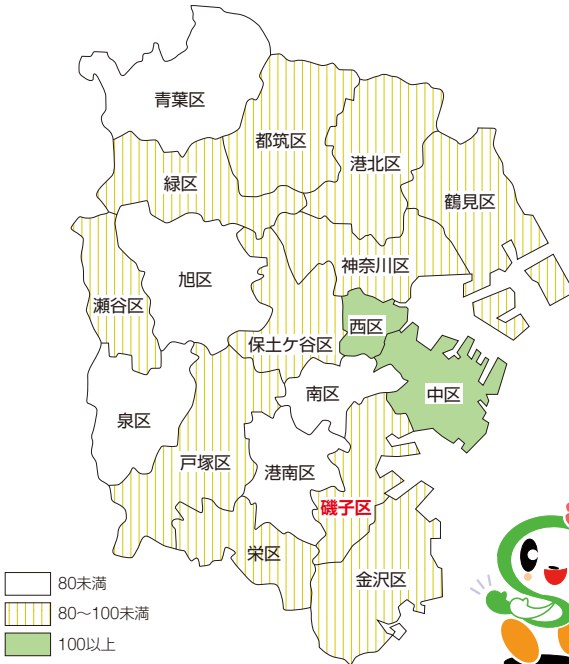 青葉区
都筑区
港北区
緑区
鶴見区
神奈川区
旭区
瀬谷区
西区
保土ケ谷区
南区
中区
泉区
戸塚区
港南区
磯子区
栄区
金沢区
80未満
80～100未満
100以上